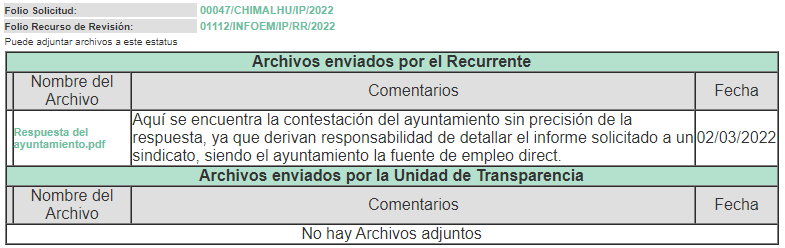 Folio Solicitud: 00047/CHIMALHU/IP/2022
Folio Recurso de Revisión: 01112/INFOEM/IP/RR/2022
Puede adjuntar archivos a este estatus
Archivos enviados por el Recurrente
Nombre del Archivo Comentarios Fecha
Respuesta del ayuntamiento.pdf
Aquí se encuentra la contestación del ayuntamiento sin precisión de la
respuesta, ya que derivan responsabilidad de detallar el informe solicitado a un
sindicato, siendo el ayuntamiento la fuente de empleo direct.
02/03/2022
Archivos enviados por la Unidad de Transparencia
Nombre del Archivo Comentarios Fecha
No hay Archivos adjuntos